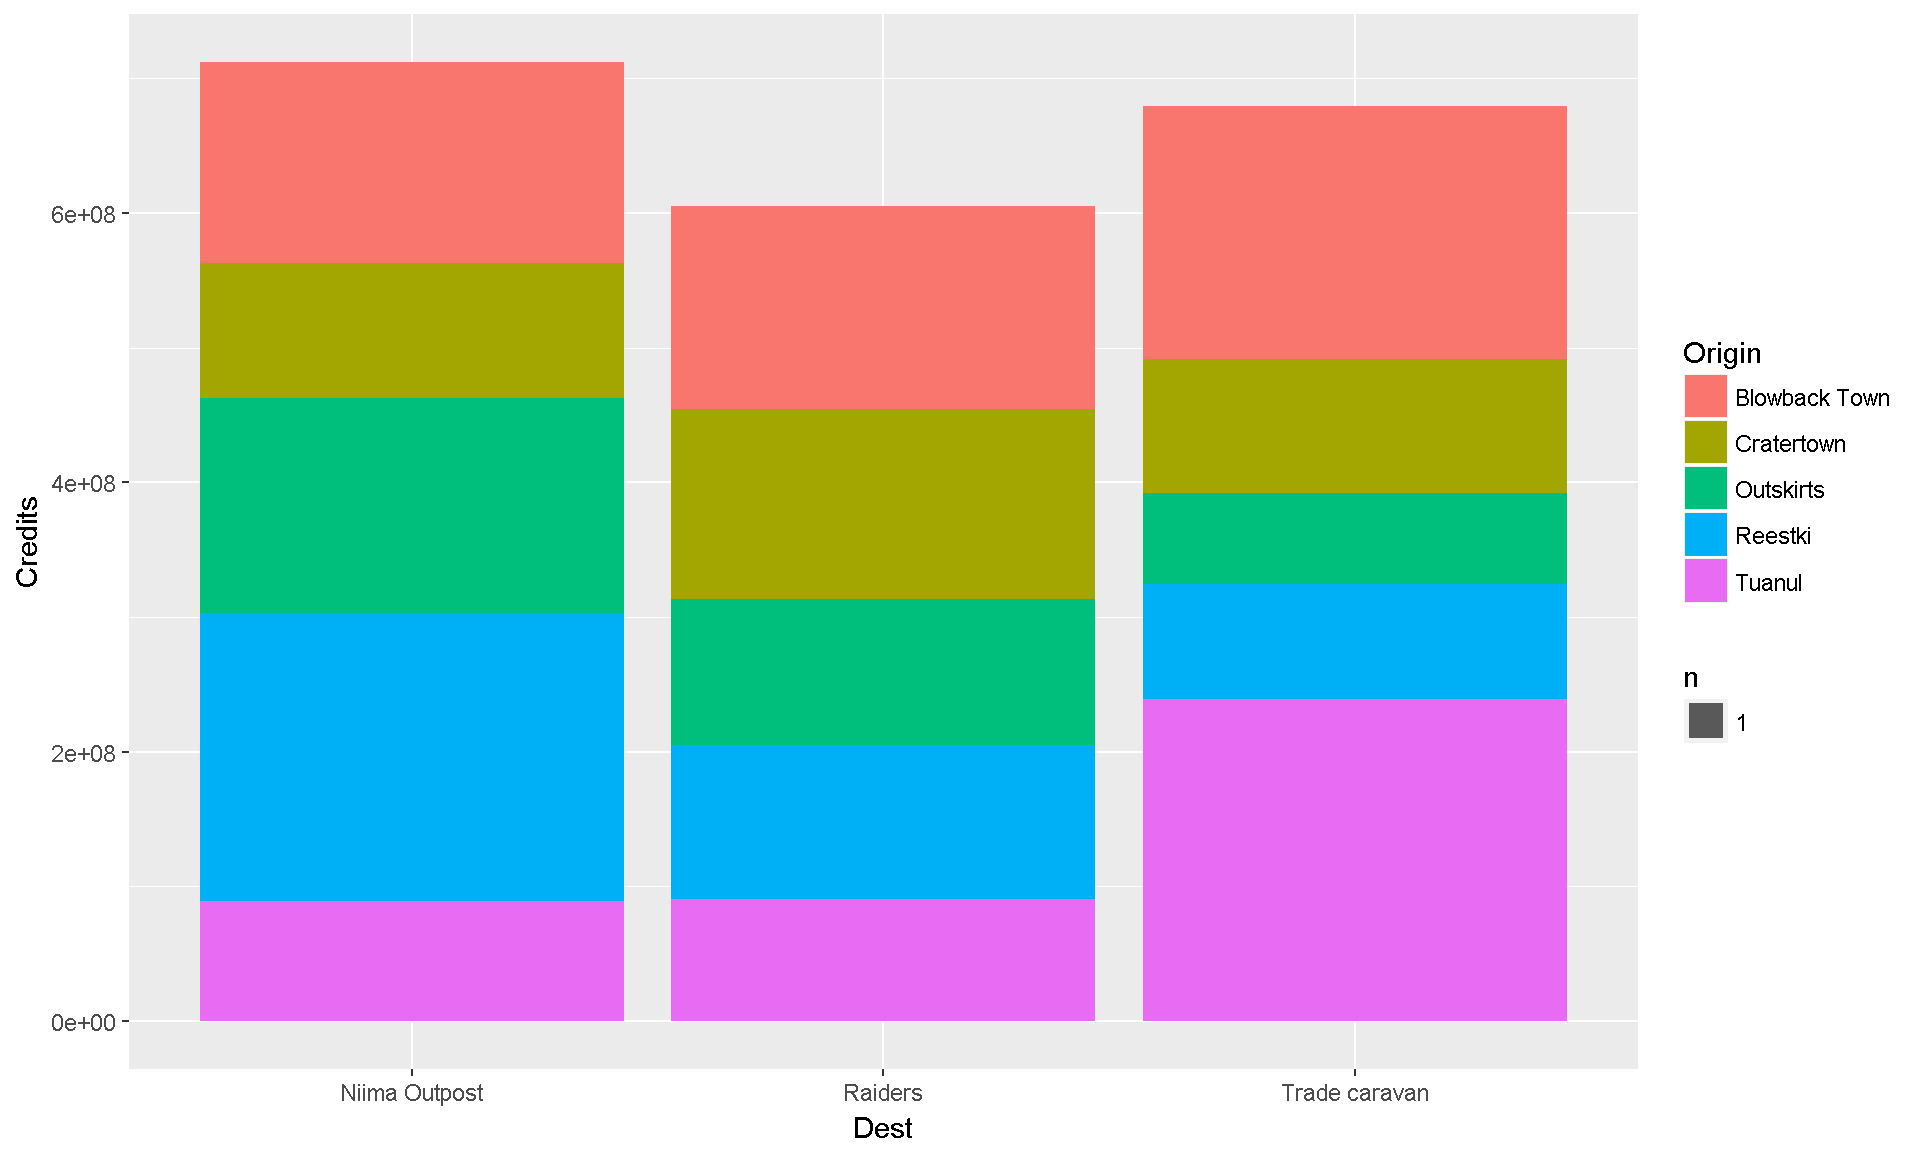 Credits
6e+08
4e+08
2e+08
0e+00
Niima Outpost
Raiders
Trade caravan
Dest
Origin
Blowback Town
Cratertown
Outskirts
Reestki
Tuanul
n
1